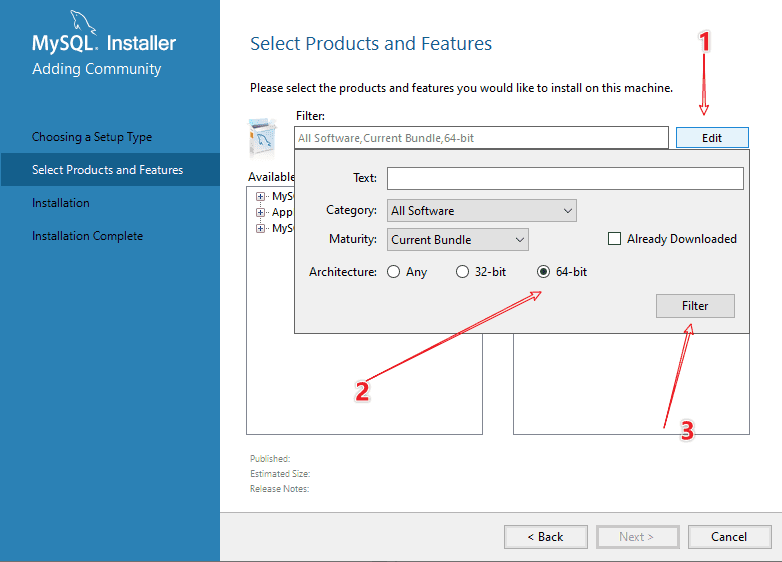 MySQL. Installer
Adding Community
Choosing a Setup Type
Select Products and Features
Installation
Installation Complete
Select Products and Features
1
Please select the products and features you would like to install on this machine.
Filter:
All Software,Current Bundle,64-bit
Edit
Available
MyS
App
MyS
Text:
Category:
All Software
Maturity:
Current Bundle
Already Downloaded
Architecture:
Any
32-bit
64-bit
Filter
2
3
Published:
Estimated Size:
Release Notes:
< Back
Next >
Cancel